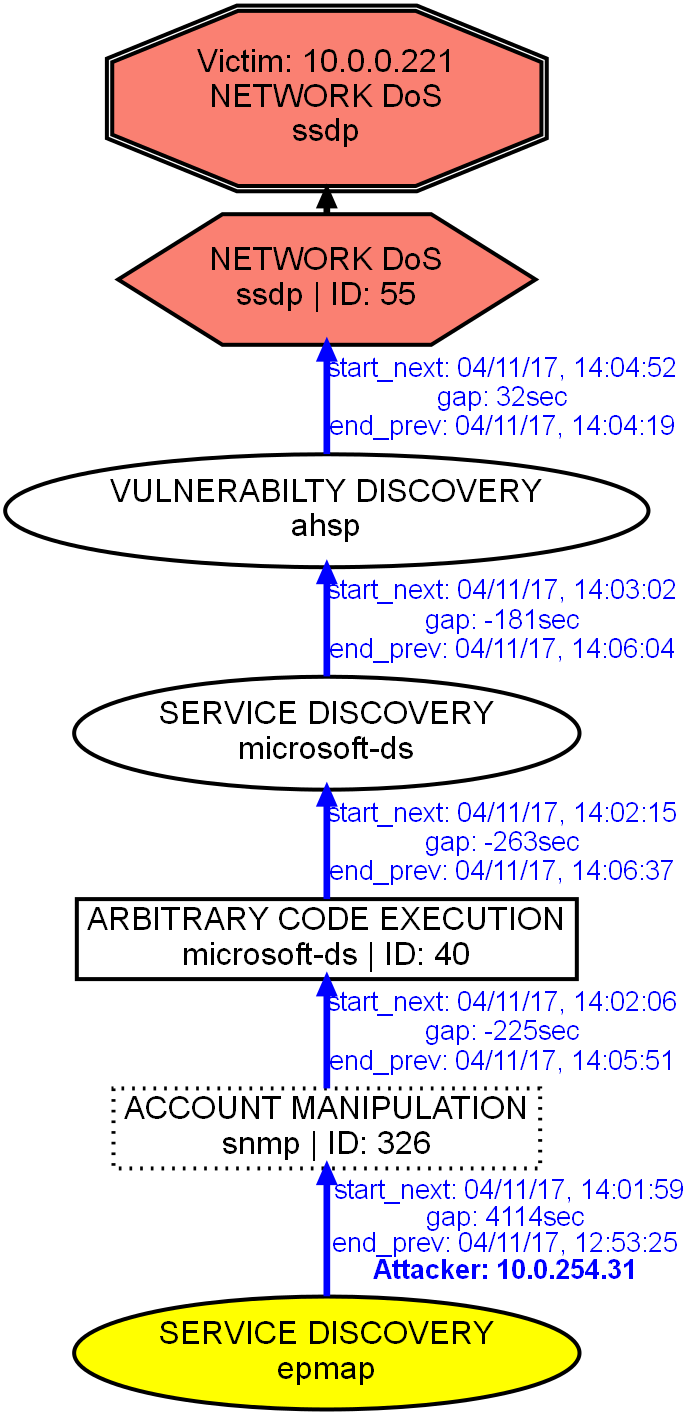 Victim: 10.0.0.221
NETWORK DoS
ssdp
NETWORK DoS
ssdp | ID: 55
start_next: 04/11/17, 14:04:52
gap: 32sec
end_prev: 04/11/17, 14:04:19
VULNERABILTY DISCOVERY
ahsp
start_next: 04/11/17, 14:03:02
gap: -181sec
end_prev: 04/11/17, 14:06:04
SERVICE DISCOVERY
microsoft-ds
start_next: 04/11/17, 14:02:15
gap: -263sec
end_prev: 04/11/17, 14:06:37
ARBITRARY CODE EXECUTION
microsoft-ds | ID: 40
start_next: 04/11/17, 14:02:06
gap: -225sec
end_prev: 04/11/17, 14:05:51
ACCOUNT MANIPULATION
snmp | ID: 326
start_next: 04/11/17, 14:01:59
gap: 4114sec
end_prev: 04/11/17, 12:53:25
Attacker: 10.0.254.31
SERVICE DISCOVERY
epmap